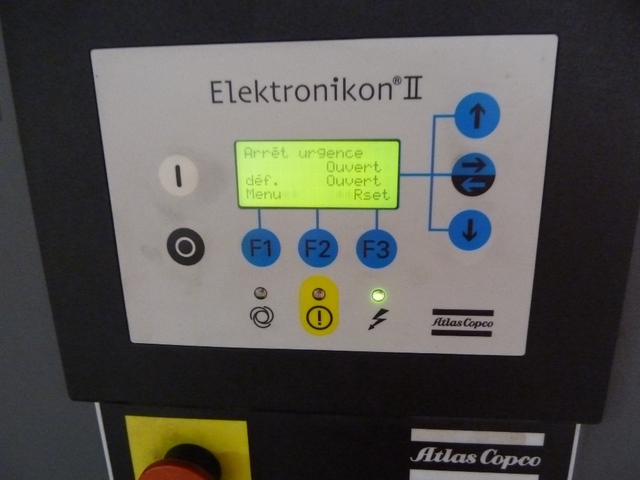 Elektronikon® II
Arrêt urgence
Ouvert
déf. Ouvert
Menu Rset
F1 F2 F3
Atlas Copco
Atlas Copco